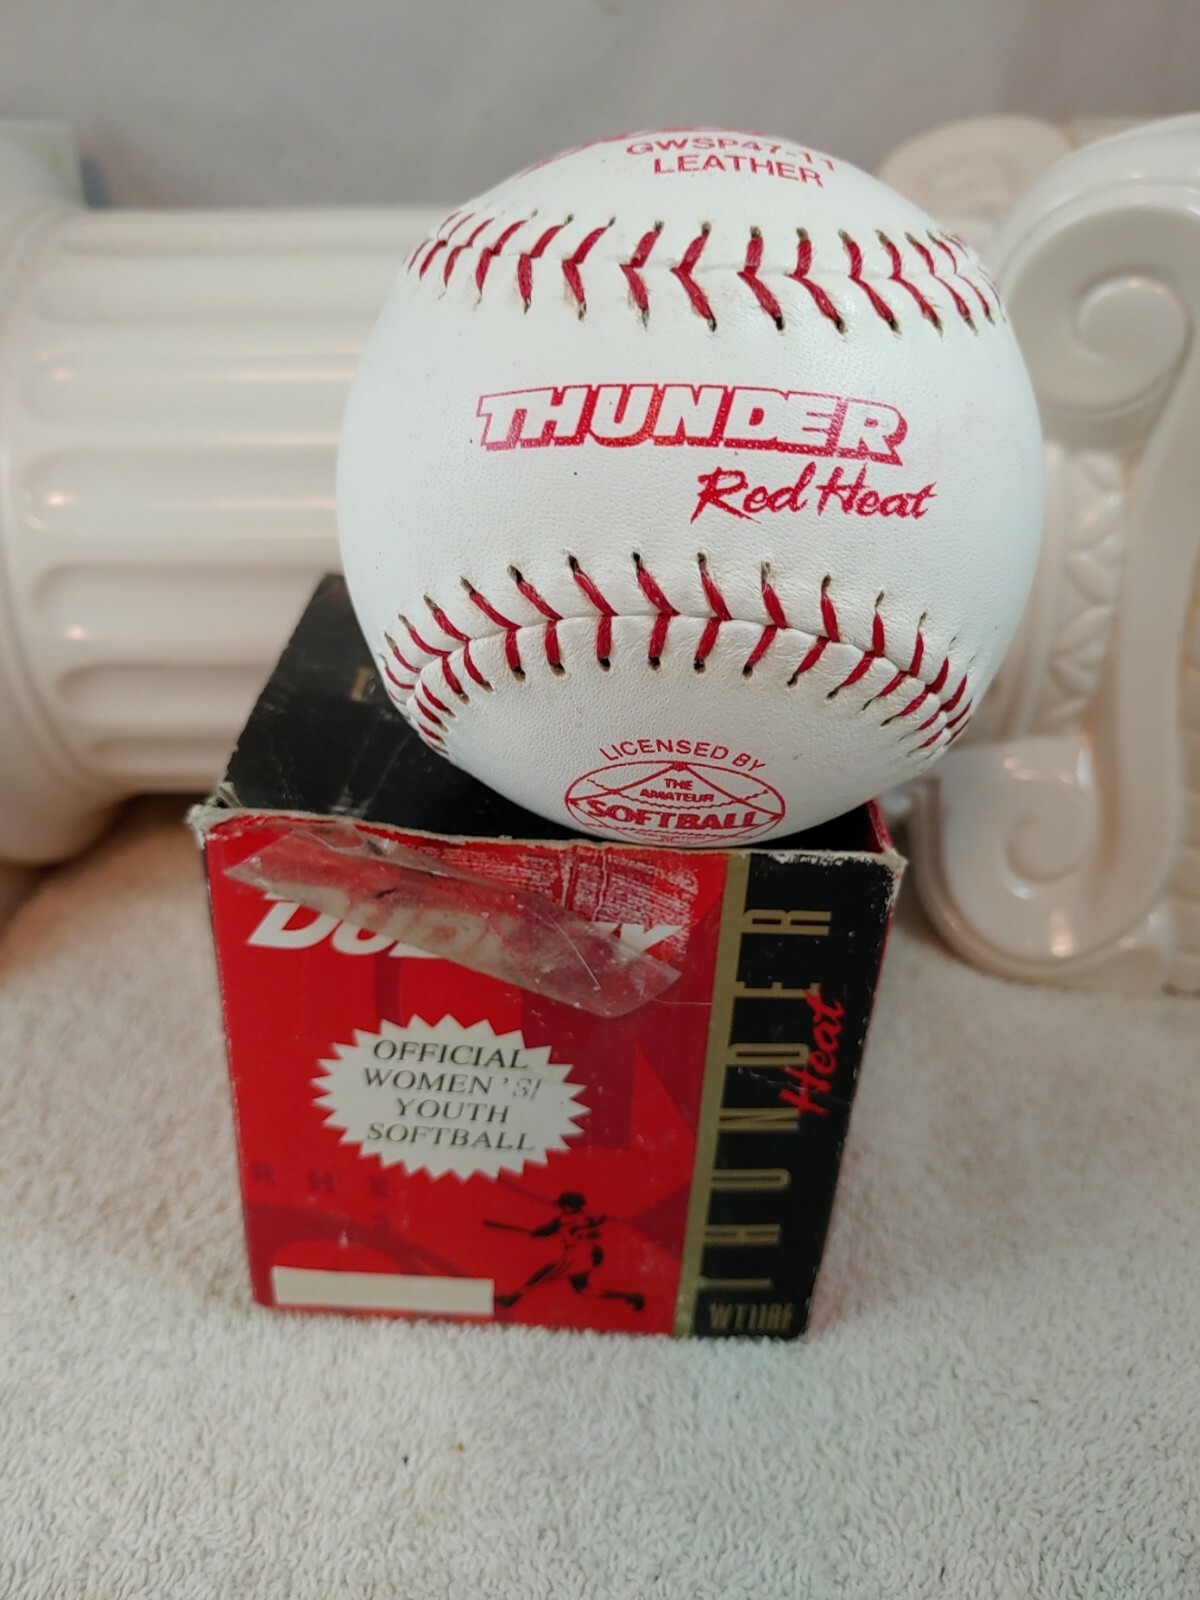 GWSP47-11
LEATHER
THUNDER
Red Heat
LICENSED BY
THE
AMATEUR
SOFTBALL
OFFICIAL
WOMEN'S/
YOUTH
SOFTBALL
THUNDER
Heat